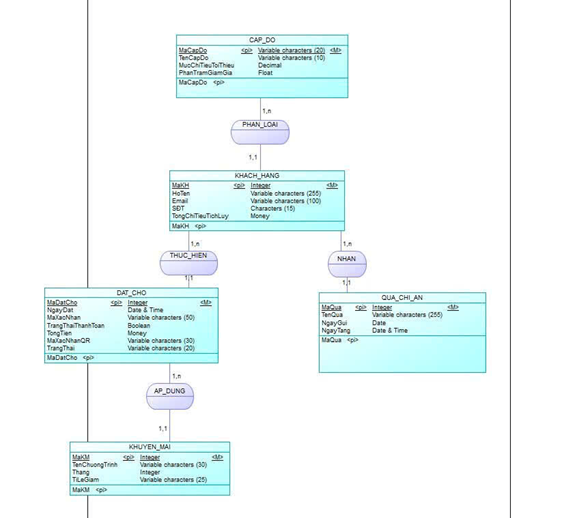 CAP_DO
MaCapDo <pi> Variable characters (20) <M>
TenCapDo Variable characters (10)
MucChiTieuToiThieu Decimal
PhanTramGiamGia Float
MaCapDo <pi>
1,n
PHAN_LOAI
1,1
KHACH_HANG
MaKH <pi> Integer <M>
HoTen Variable characters (255)
Email Variable characters (100)
SĐT Characters (15)
TongChiTieuTichLuy Money
MaKH <pi>
1,n 1,n
THUC_HIEN NHAN
1,1 1,1
DAT_CHO
MaDatCho <pi> Integer <M>
NgayDat Date & Time
MaXacNhan Variable characters (50)
TrangThaiThanhToan Boolean
TongTien Money
MaXacNhanQR Variable characters (30)
TrangThai Variable characters (20)
MaDatCho <pi>
QUA_CHI_AN
MaQua <pi> Integer <M>
TenQua Variable characters (255)
NgayGui Date
NgayTang Date & Time
MaQua <pi>
1,n
AP_DUNG
1,1
KHUYEN_MAI
MaKM <pi> Integer <M>
TenChuongTrinh Variable characters (30)
Thang Integer
TiLeGiam Variable characters (25)
MaKM <pi>